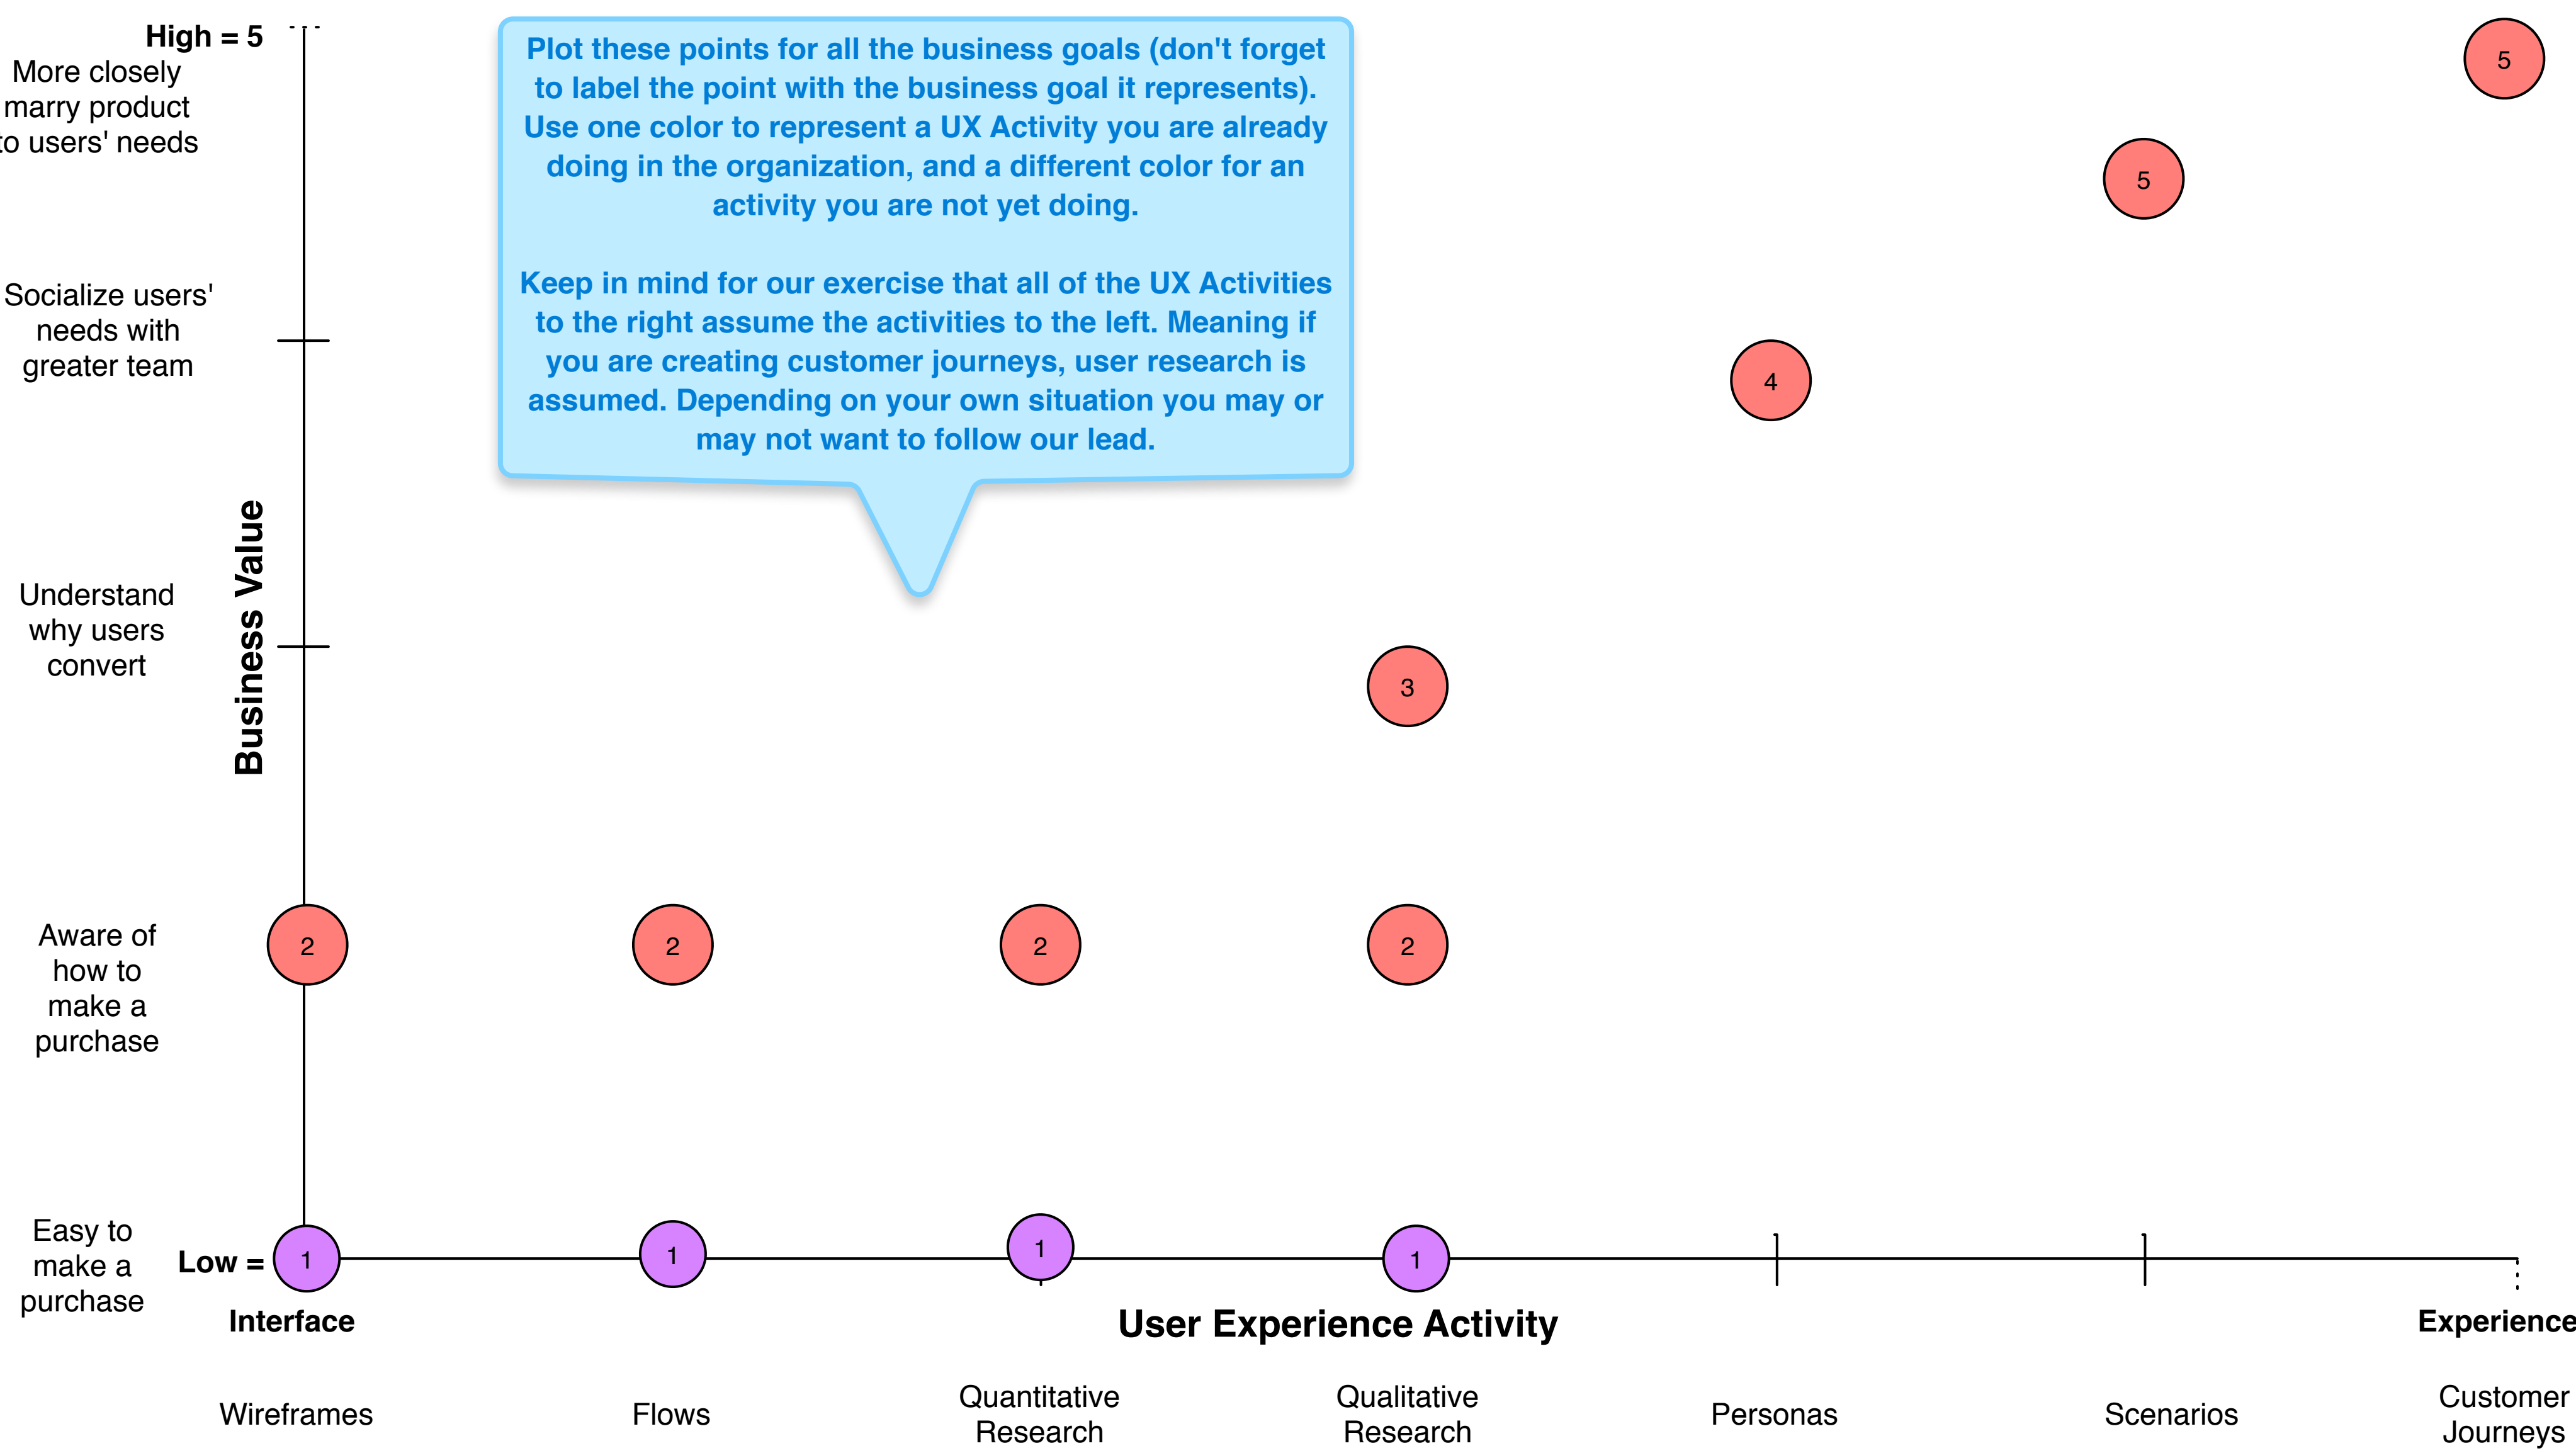 High = 5
More closely
marry product
to users' needs
Plot these points for all the business goals (don't forget
to label the point with the business goal it represents).
Use one color to represent a UX Activity you are already
doing in the organization, and a different color for an
activity you are not yet doing.
Keep in mind for our exercise that all of the UX Activities
to the right assume the activities to the left. Meaning if
you are creating customer journeys, user research is
assumed. Depending on your own situation you may or
may not want to follow our lead.
5
5
Socialize users'
needs with
greater team
4
Business Value
Understand
why users
convert
3
Aware of
how to
make a
purchase
2
2
2
2
Easy to
make a
purchase
Low =
1
1
1
1
Interface
User Experience Activity
Experience
Wireframes
Flows
Quantitative
Research
Qualitative
Research
Personas
Scenarios
Customer
Journeys